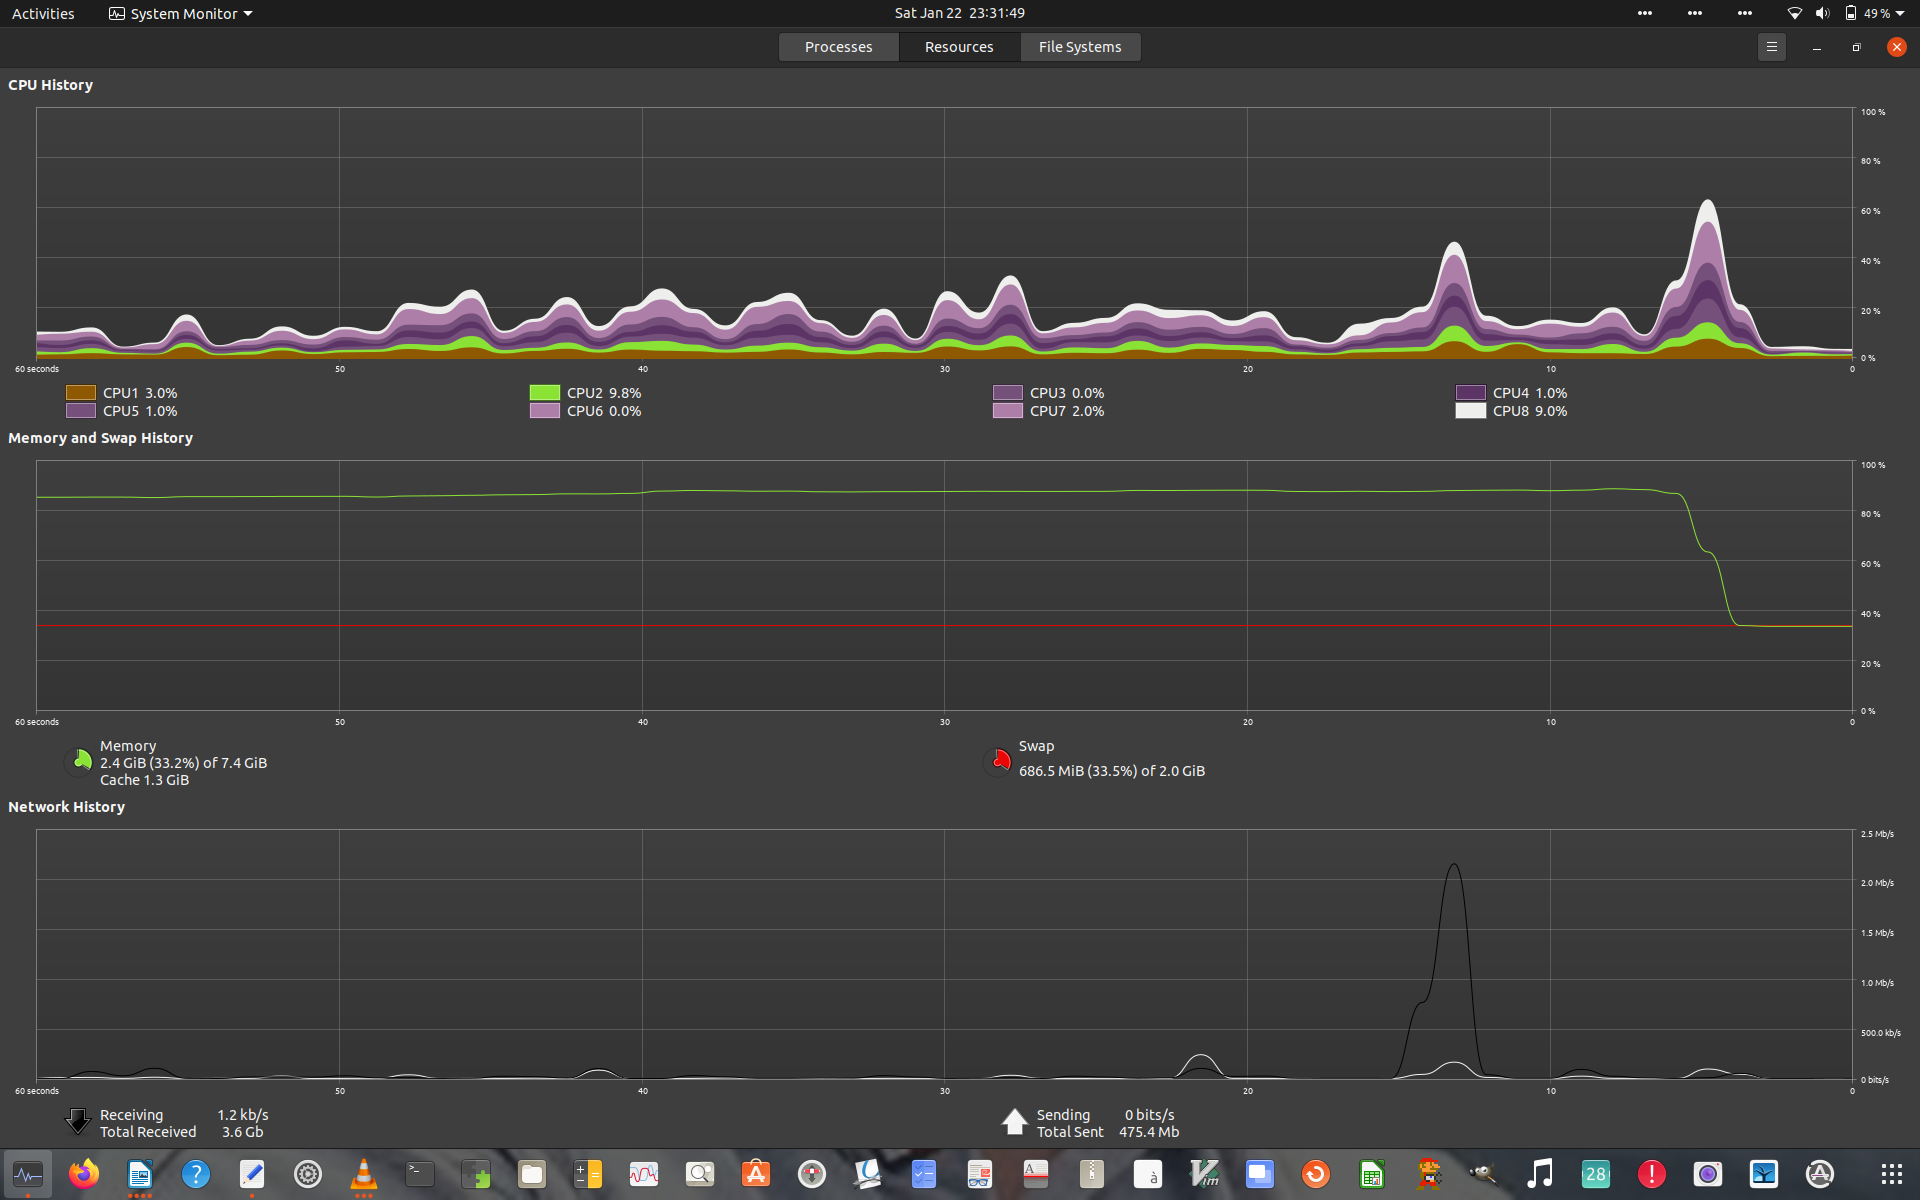 Activities
System Monitor
Sat Jan 22 23:31:49
49 %
Processes
Resources
File Systems
CPU History
100 %
80 %
60 %
40 %
20 %
0 %
60 seconds
50
40
30
20
10
0
CPU1 3.0%
CPU2 9.8%
CPU3 0.0%
CPU4 1.0%
CPU5 1.0%
CPU6 0.0%
CPU7 2.0%
CPU8 9.0%
Memory and Swap History
100 %
80 %
60 %
40 %
20 %
0 %
60 seconds
50
40
30
20
10
0
Memory
2.4 GiB (33.2%) of 7.4 GiB
Cache 1.3 GiB
Swap
686.5 MiB (33.5%) of 2.0 GiB
Network History
2.5 Mb/s
2.0 Mb/s
1.5 Mb/s
1.0 Mb/s
500.0 kb/s
0 bits/s
60 seconds
50
40
30
20
10
0
Receiving 1.2 kb/s
Total Received 3.6 Gb
Sending 0 bits/s
Total Sent 475.4 Mb
?
>_
A
à
Vim
28
!